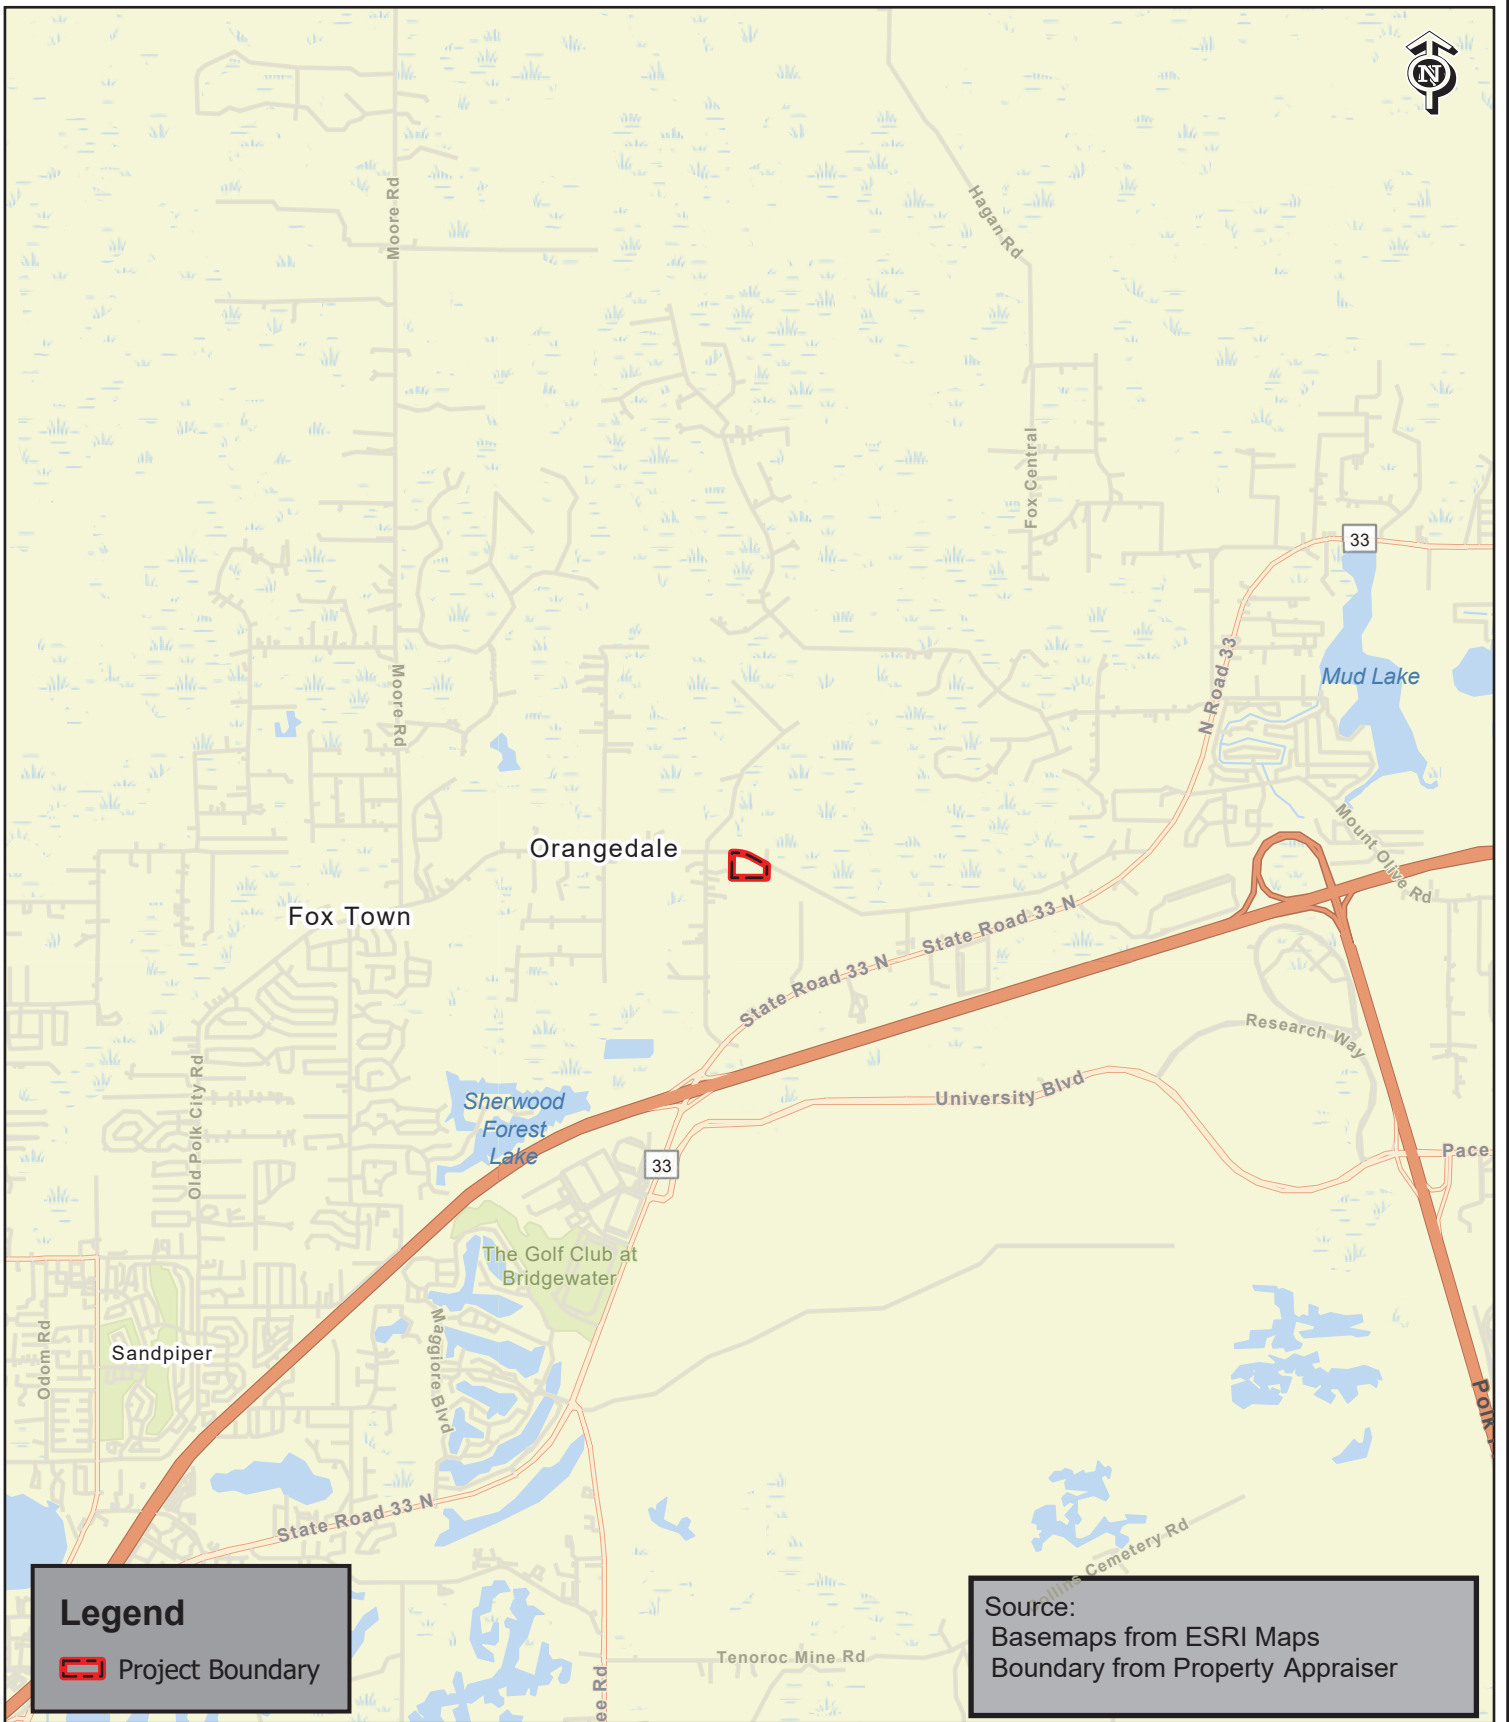 N
Moore Rd
Hagan Rd
Fox Central
33
N Road 33
Mud Lake
Moore Rd
Mount Olive Rd
Orangedale
Fox Town
State Road 33 N
State Road 33 N
Research Way
Old Polk City Rd
Sherwood
Forest
Lake
University Blvd
33
Pace
The Golf Club at
Bridgewater
Odom Rd
Sandpiper
Maggiore Blvd
Polk
State Road 33 N
Cemetery Rd
Tenoroc Mine Rd
ee Rd
Legend
Project Boundary
Source:
Basemaps from ESRI Maps
Boundary from Property Appraiser